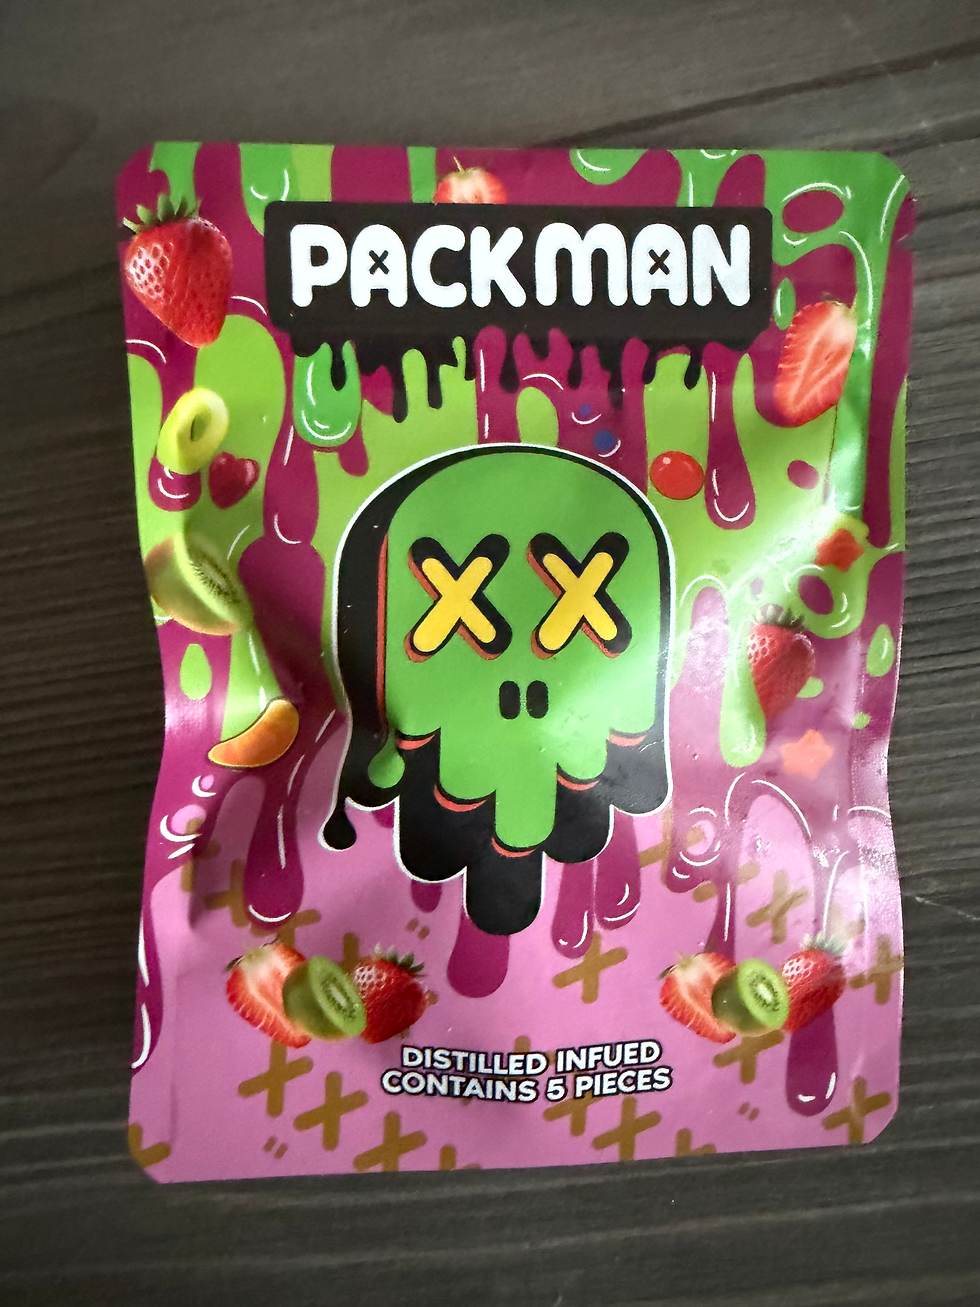 PACKMAN
DISTILLED INFUED
CONTAINS 5 PIECES